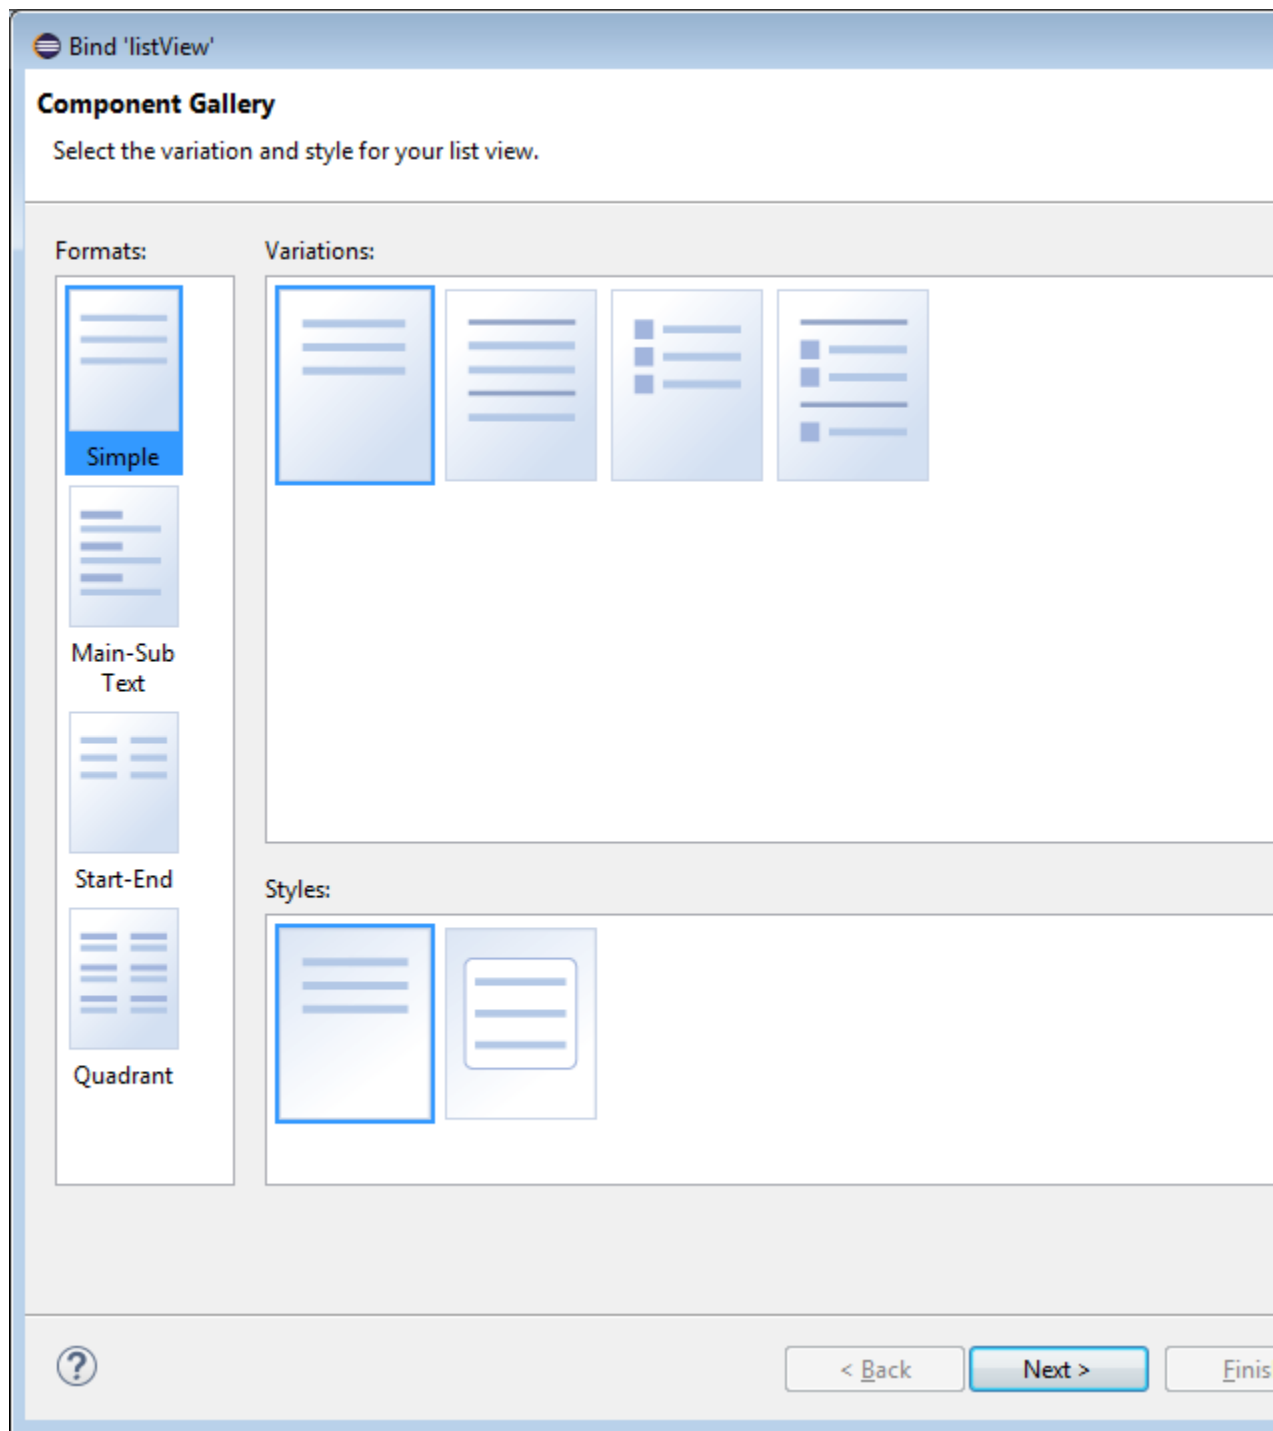 Bind 'listView'
Component Gallery
Select the variation and style for your list view.
Formats:
Variations:
Simple
Main-Sub
Text
Start-End
Styles:
Quadrant
?
< Back
Next >
Finis